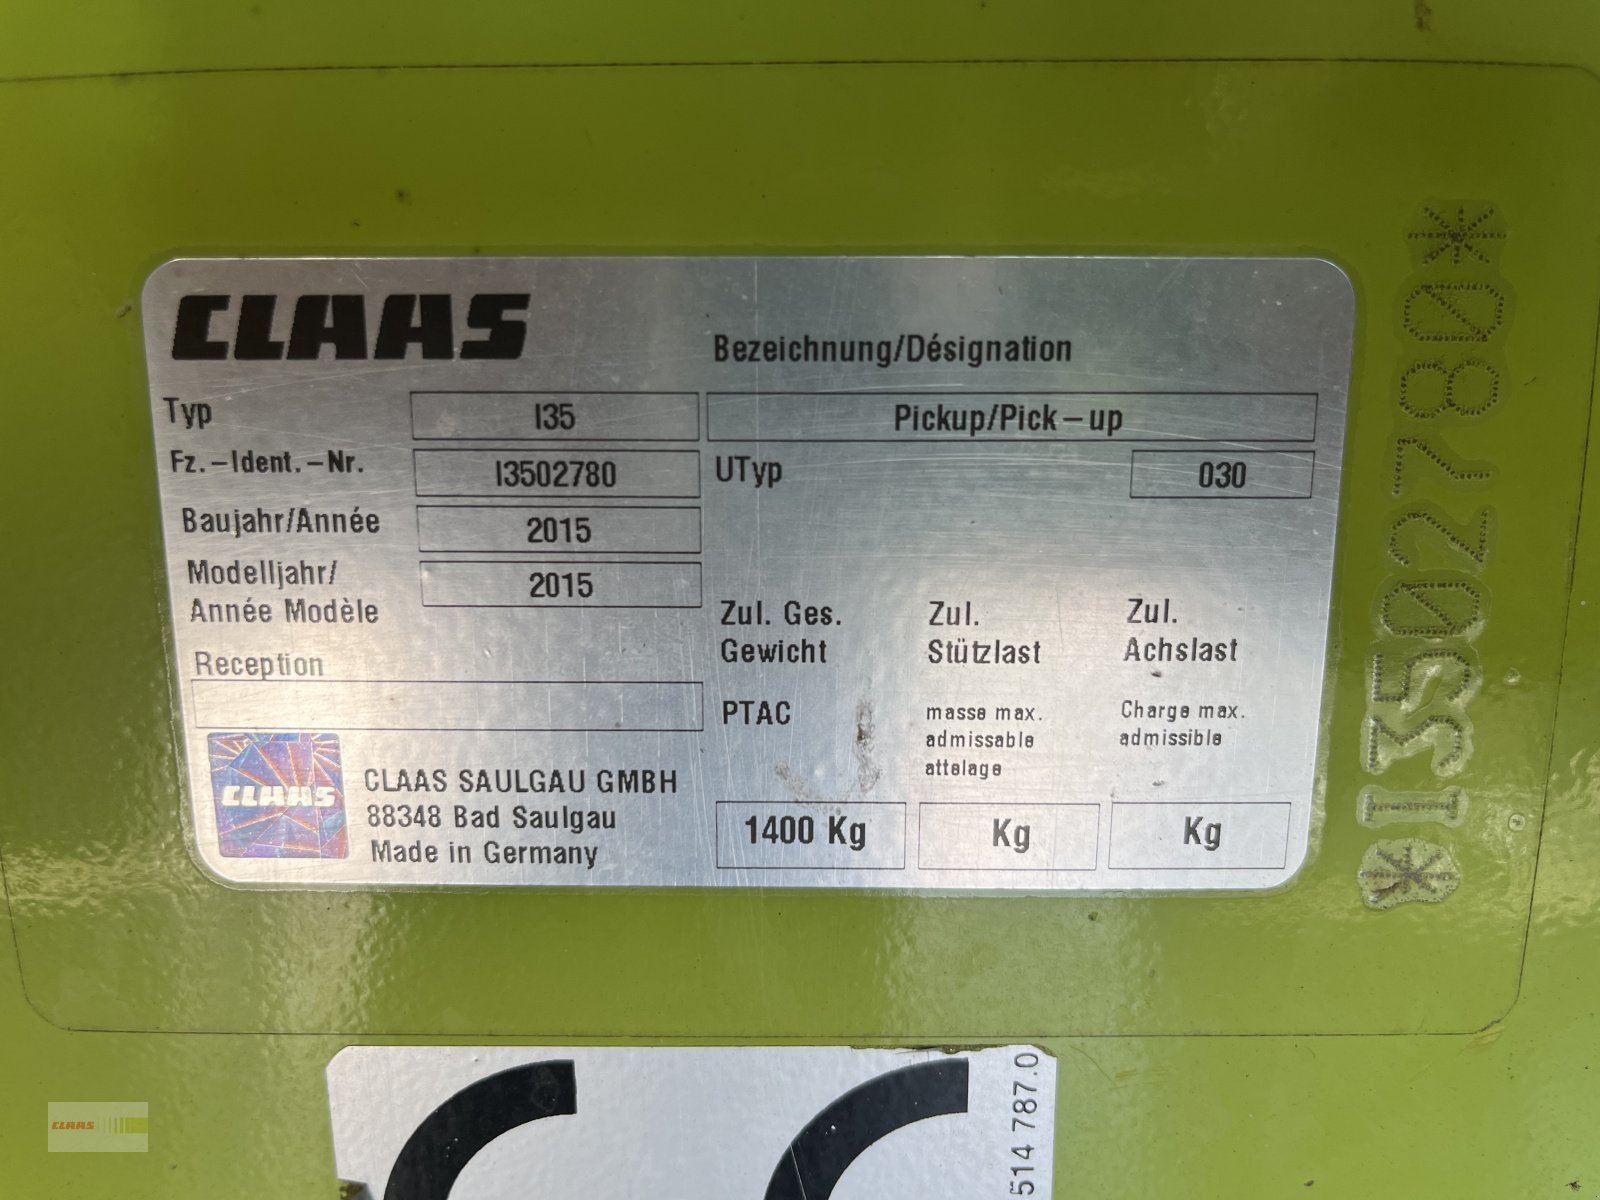 CLAAS
Bezeichnung/Désignation
Typ I35 Pickup/Pick-up
Fz.-Ident.-Nr. I3502780 UTyp 030
Baujahr/Année 2015
Modelljahr/
Année Modèle 2015
Reception
Zul. Ges.
Gewicht
PTAC
1400 Kg
Zul.
Stützlast
masse max.
admissable
attelage
Kg
Zul.
Achslast
Charge max.
admissible
Kg
CLAAS
CLAAS SAULGAU GMBH
88348 Bad Saulgau
Made in Germany
*I3502780*
514 787.0
CLAAS